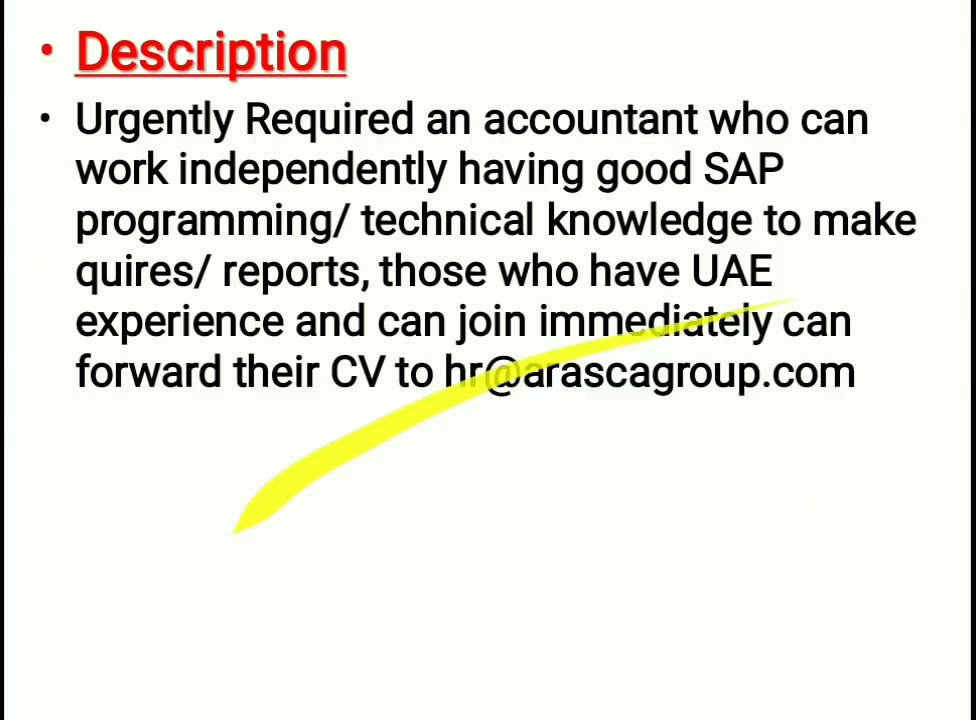 • Description
• Urgently Required an accountant who can
work independently having good SAP
programming/ technical knowledge to make
quires/ reports, those who have UAE
experience and can join immediately can
forward their CV to hr@arascagroup.com